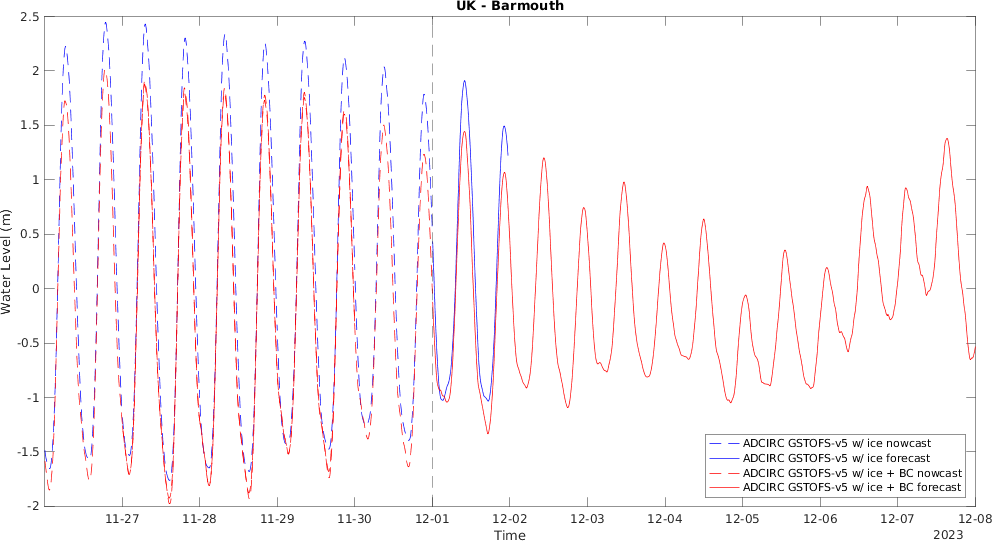 UK - Barmouth
2.5
2
1.5
1
0.5
0
-0.5
-1
-1.5
-2
Water Level (m)
ADCIRC GSTOFS-v5 w/ ice nowcast
ADCIRC GSTOFS-v5 w/ ice forecast
ADCIRC GSTOFS-v5 w/ ice + BC nowcast
ADCIRC GSTOFS-v5 w/ ice + BC forecast
11-27 11-28 11-29 11-30 12-01 12-02 12-03 12-04 12-05 12-06 12-07 12-08
Time
2023